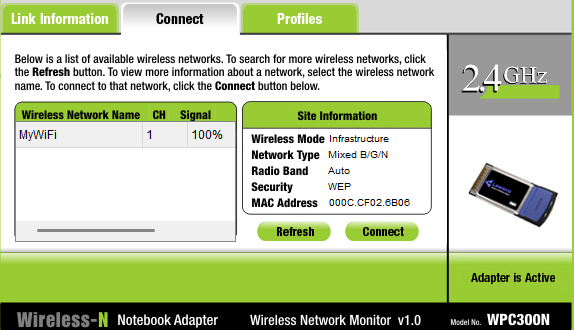 Link Information
Connect
Profiles
Below is a list of available wireless networks. To search for more wireless networks, click
the Refresh button. To view more information about a network, select the wireless network
name. To connect to that network, click the Connect button below.
2.4GHz
Wireless Network Name CH Signal
MyWiFi 1 100%
Site Information
Wireless Mode Infrastructure
Network Type Mixed B/G/N
Radio Band Auto
Security WEP
MAC Address 000C.CF02.6B06
Refresh
Connect
Adapter is Active
Wireless-N Notebook Adapter Wireless Network Monitor v1.0 Model No. WPC300N